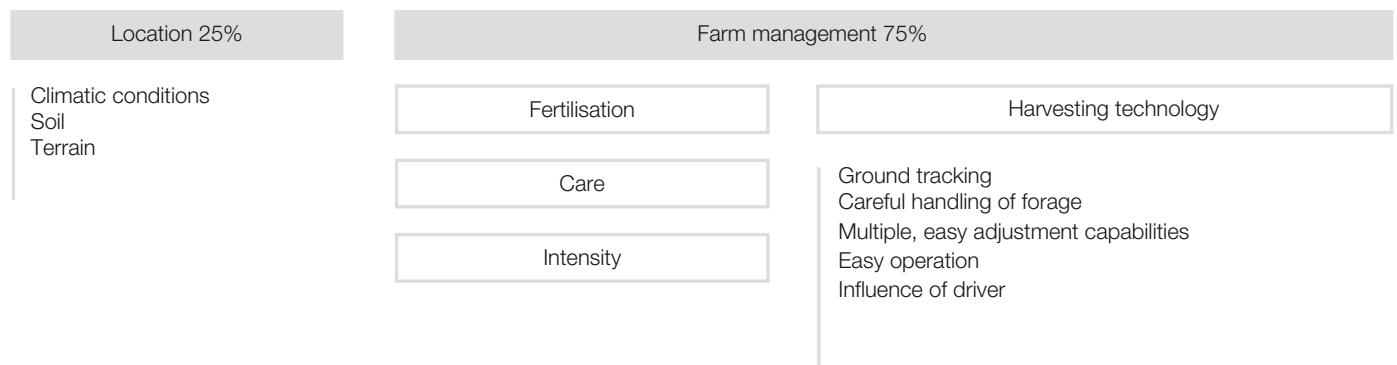 Location 25%
Farm management 75%
Climatic conditions
Soil
Terrain
Fertilisation
Care
Intensity
Harvesting technology
Ground tracking
Careful handling of forage
Multiple, easy adjustment capabilities
Easy operation
Influence of driver